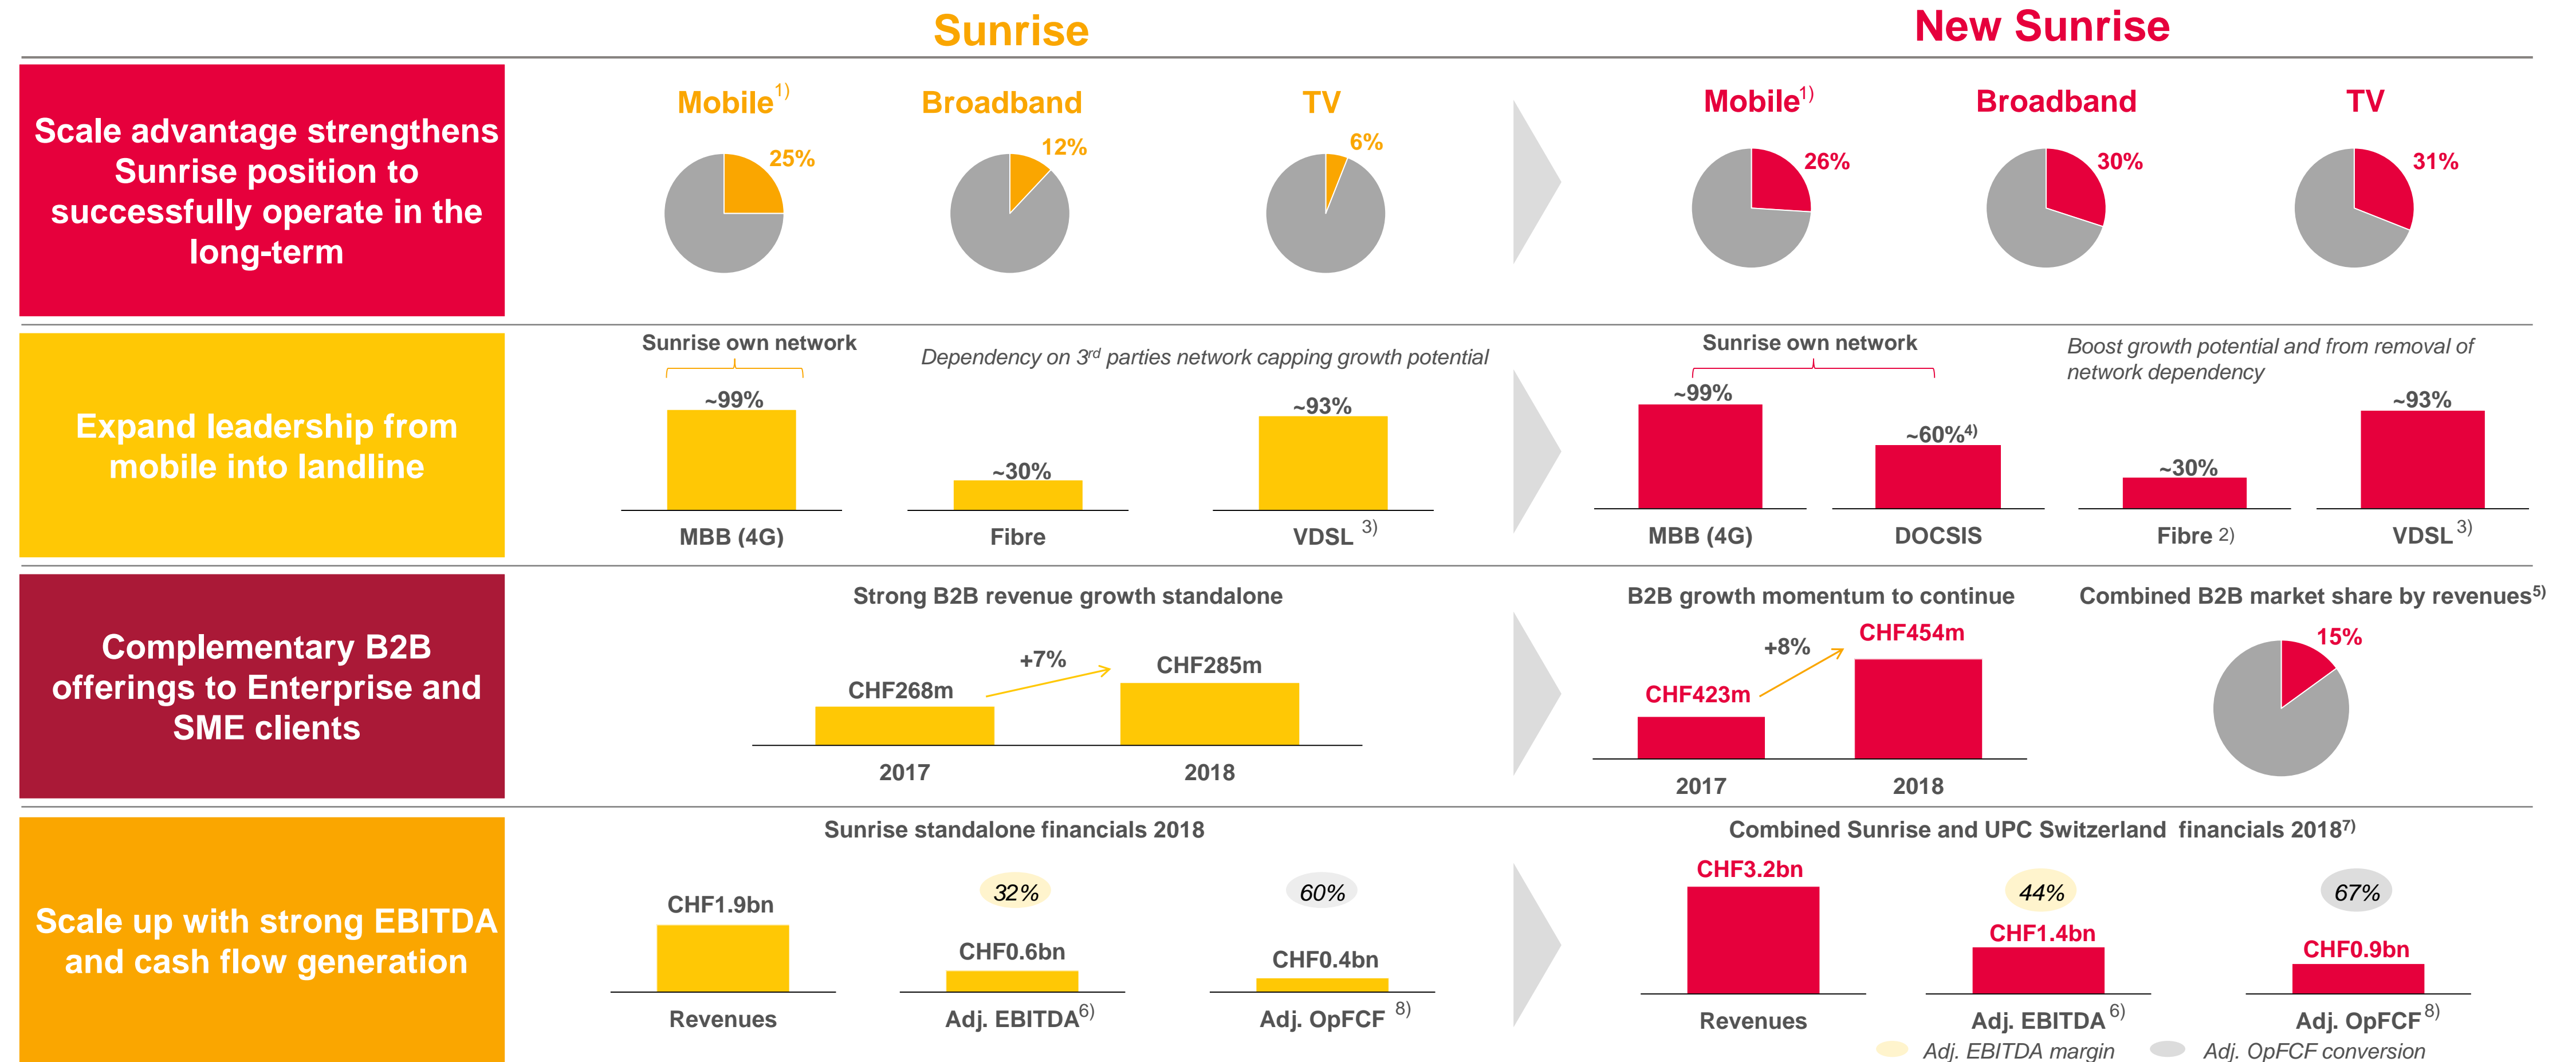 Sunrise
New Sunrise
Scale advantage strengthens
Sunrise position to
successfully operate in the
long-term
Mobile1)
Broadband
TV
25%
12%
6%
Mobile1)
Broadband
TV
26%
30%
31%
Expand leadership from
mobile into landline
Sunrise own network
Dependency on 3rd parties network capping growth potential
~99%
~30%
~93%
MBB (4G)
Fibre
VDSL 3)
Sunrise own network
Boost growth potential and from removal of
network dependency
~99%
~60%4)
~30%
~93%
MBB (4G)
DOCSIS
Fibre 2)
VDSL3)
Complementary B2B
offerings to Enterprise and
SME clients
Strong B2B revenue growth standalone
CHF268m
+7%
CHF285m
2017
2018
B2B growth momentum to continue
CHF423m
+8%
CHF454m
2017
2018
Combined B2B market share by revenues5)
15%
Scale up with strong EBITDA
and cash flow generation
Sunrise standalone financials 2018
CHF1.9bn
32%
CHF0.6bn
60%
CHF0.4bn
Revenues
Adj. EBITDA6)
Adj. OpFCF 8)
Combined Sunrise and UPC Switzerland financials 20187)
CHF3.2bn
44%
CHF1.4bn
67%
CHF0.9bn
Revenues
Adj. EBITDA 6)
Adj. OpFCF8)
Adj. EBITDA margin
Adj. OpFCF conversion